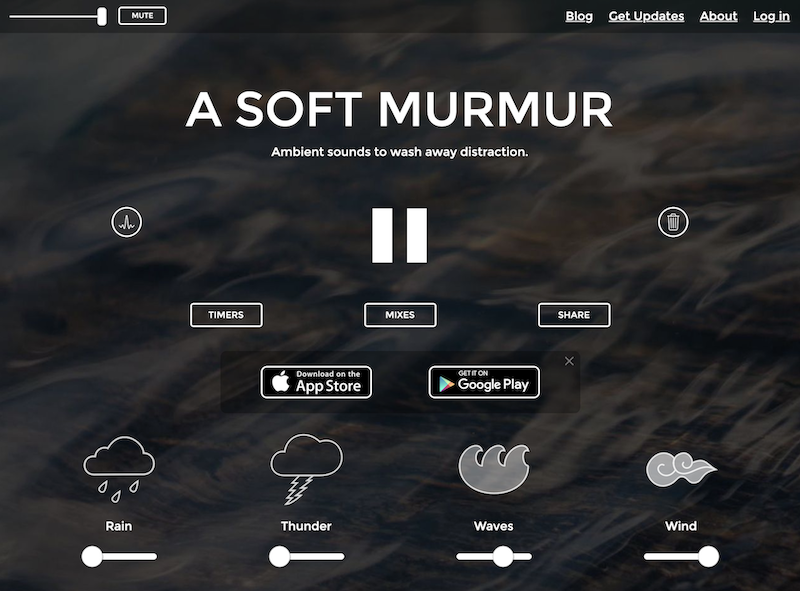 MUTE
Blog Get Updates About Log in
A SOFT MURMUR
Ambient sounds to wash away distraction.
TIMERS MIXES SHARE
Download on the
App Store
GET IT ON
Google Play
Rain Thunder Waves Wind